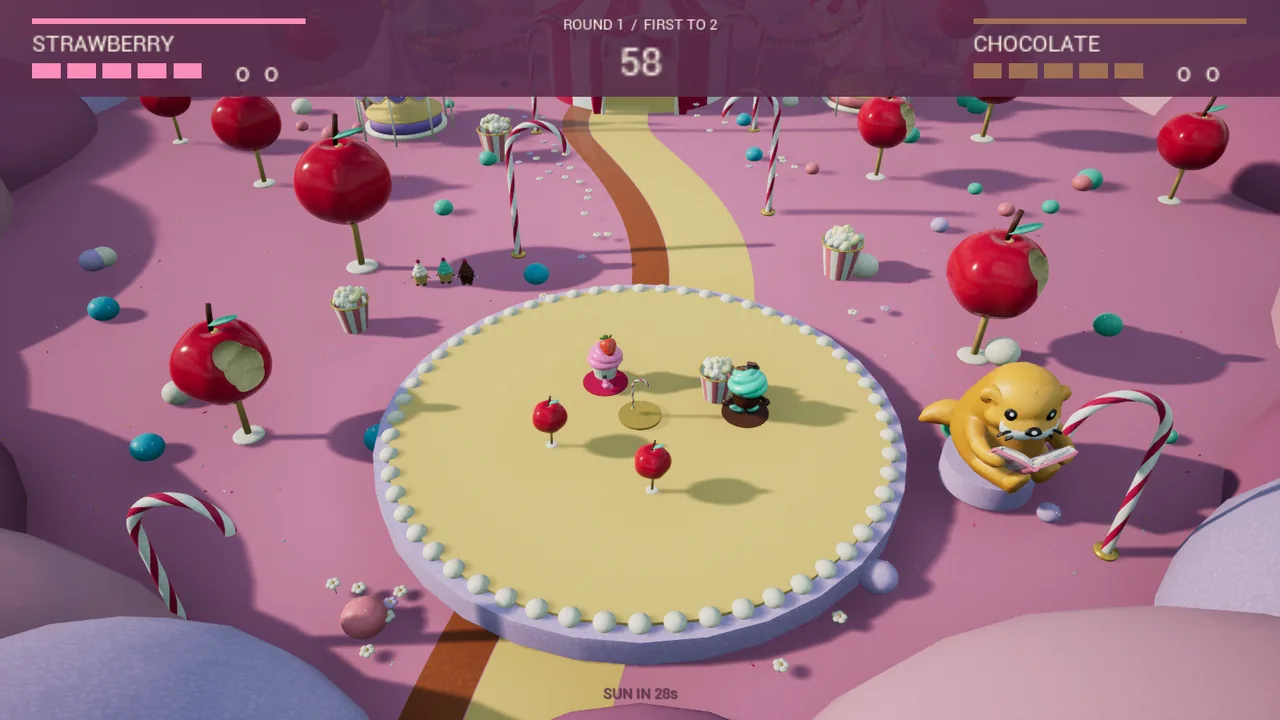 STRAWBERRY
0 0
ROUND 1 / FIRST TO 2
58
CHOCOLATE
0 0
SUN IN 28s